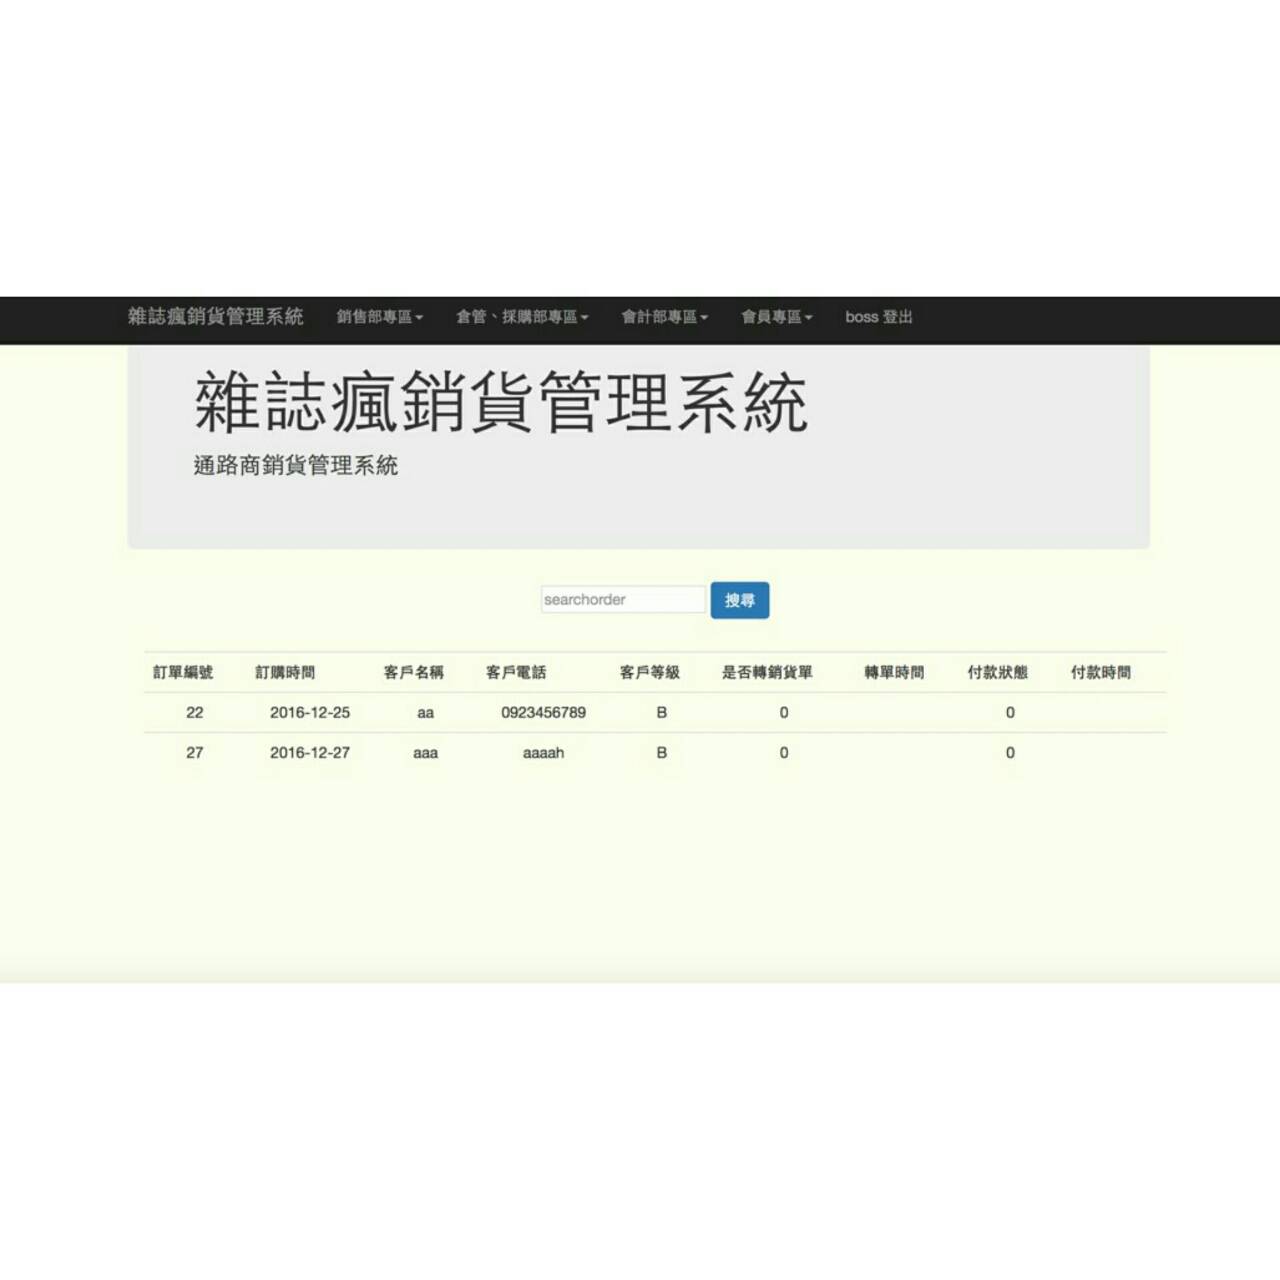 雜誌瘋銷貨管理系統 銷售部專區 倉管、採購部專區 會計部專區 會員專區 boss 登出
雜誌瘋銷貨管理系統
通路商銷貨管理系統
searchorder 搜尋
訂單編號 訂購時間 客戶名稱 客戶電話 客戶等級 是否轉銷貨單 轉單時間 付款狀態 付款時間
22 2016-12-25 aa 0923456789 B 0 0
27 2016-12-27 aaa aaaah B 0 0